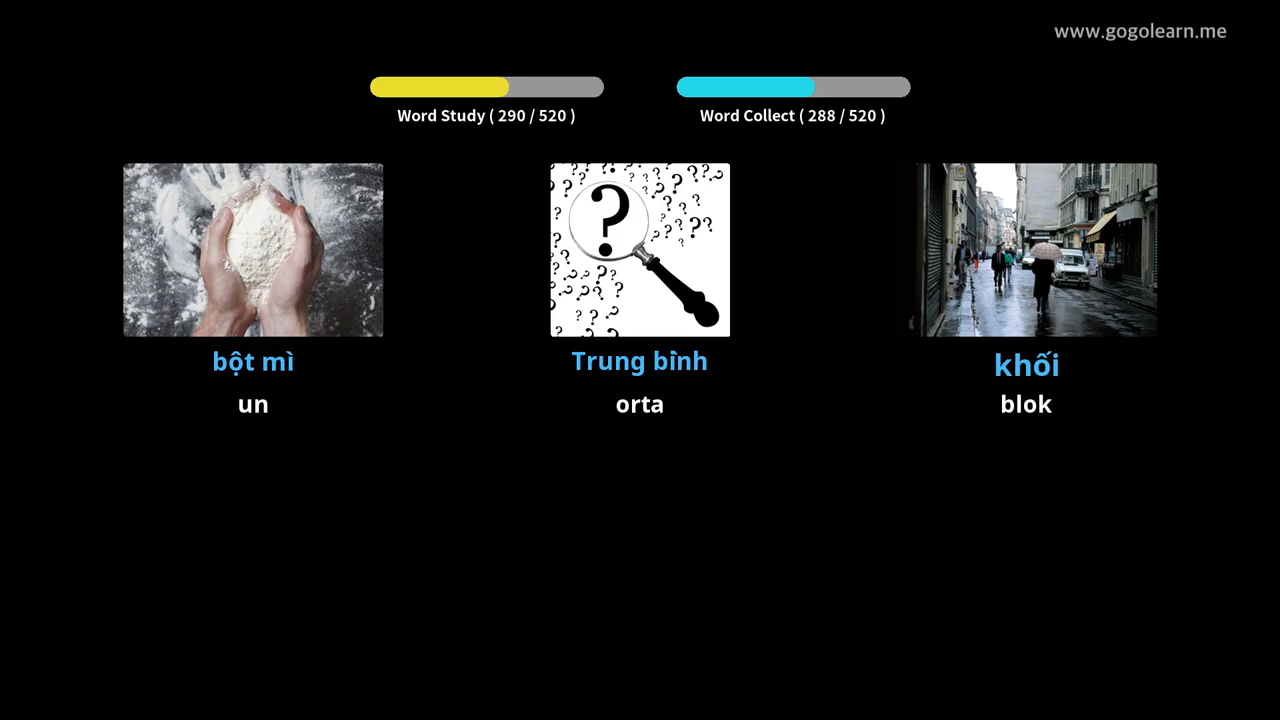 www.gogolearn.me
Word Study ( 290 / 520 )
Word Collect ( 288 / 520 )
bột mì
un
Trung bình
orta
khối
blok